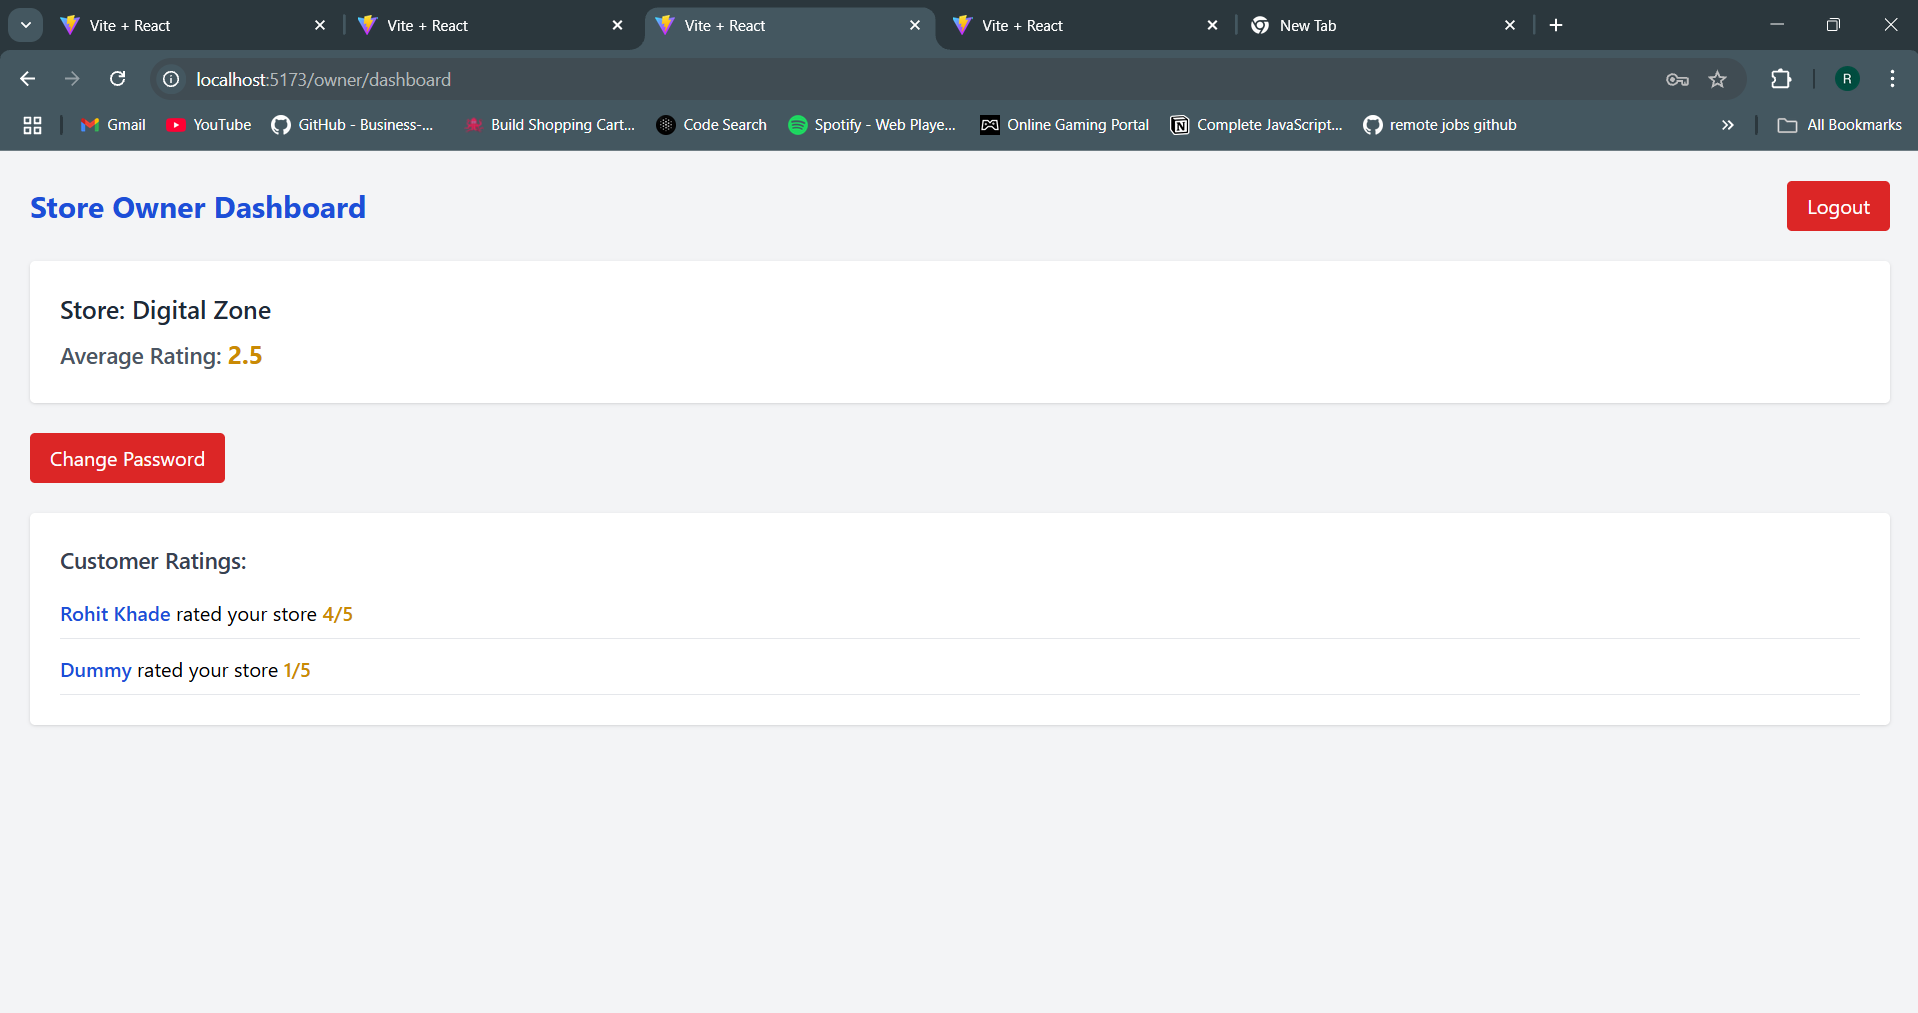 Vite + React
Vite + React
Vite + React
Vite + React
New Tab
localhost:5173/owner/dashboard
R
Gmail
YouTube
GitHub - Business-...
Build Shopping Cart...
Code Search
Spotify - Web Playe...
Online Gaming Portal
Complete JavaScript...
remote jobs github
All Bookmarks
Store Owner Dashboard
Logout
Store: Digital Zone
Average Rating: 2.5
Change Password
Customer Ratings:
Rohit Khade rated your store 4/5
Dummy rated your store 1/5